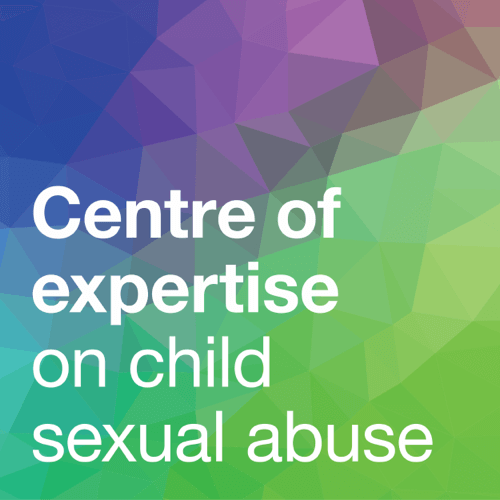 Centre of
expertise
on child
sexual abuse